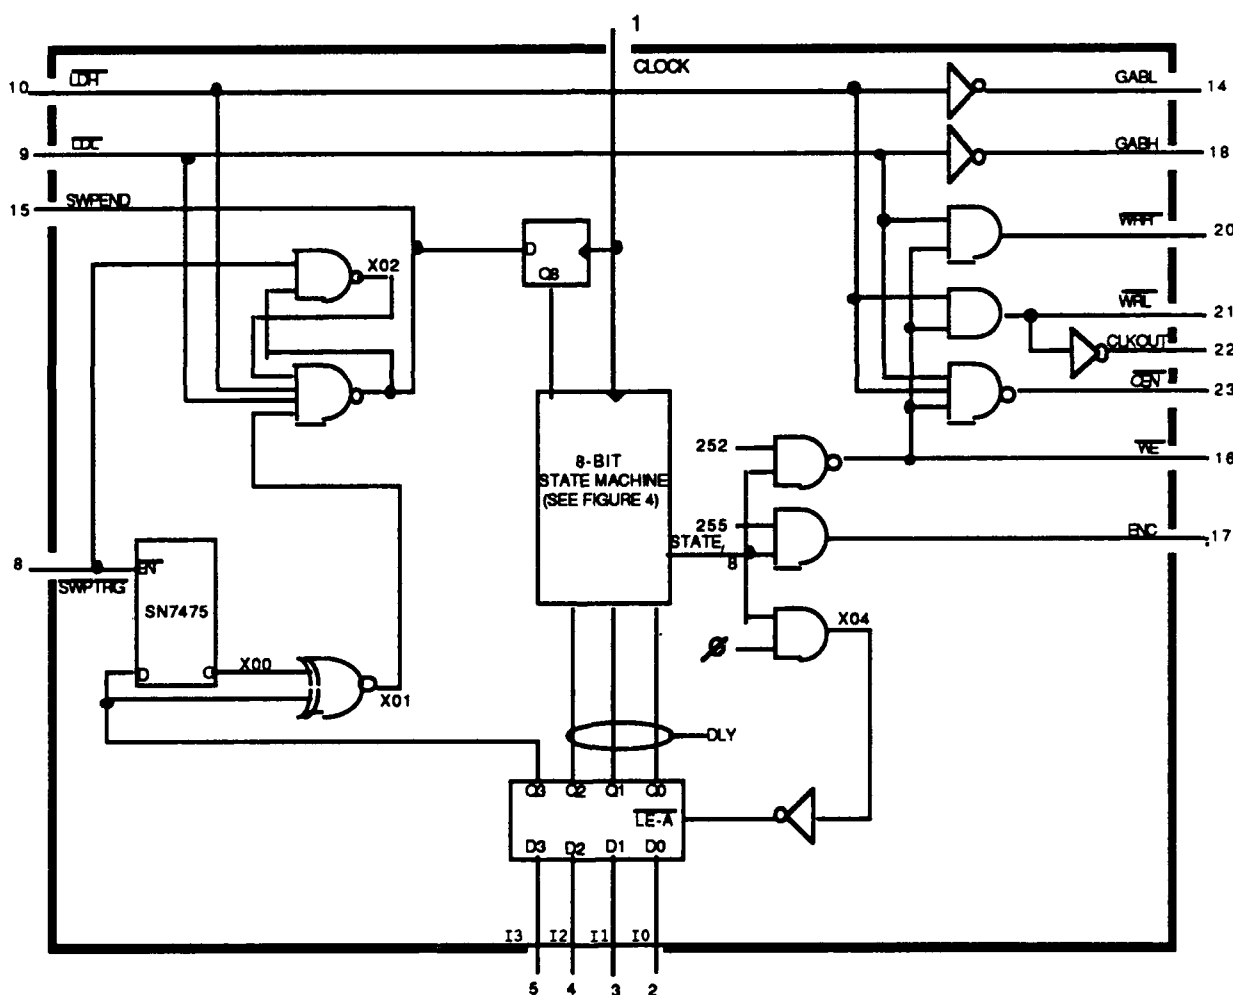 1
CLOCK
10 LDH GABL 14
9 LDL GABH 18
15 SWPEND
WRH 20
X02
D
Q8
WRL 21
CLKOUT 22
CEN 23
252
WE 16
8-BIT
STATE MACHINE
(SEE FIGURE 4)
255
STATE
8
ENC 17
8 SWPTRG
EN
SN7475
D Q X00
X01
X04
Ø
DLY
Q3 Q2 Q1 Q0
LE-A
D3 D2 D1 D0
I3 I2 I1 I0
5 4 3 2